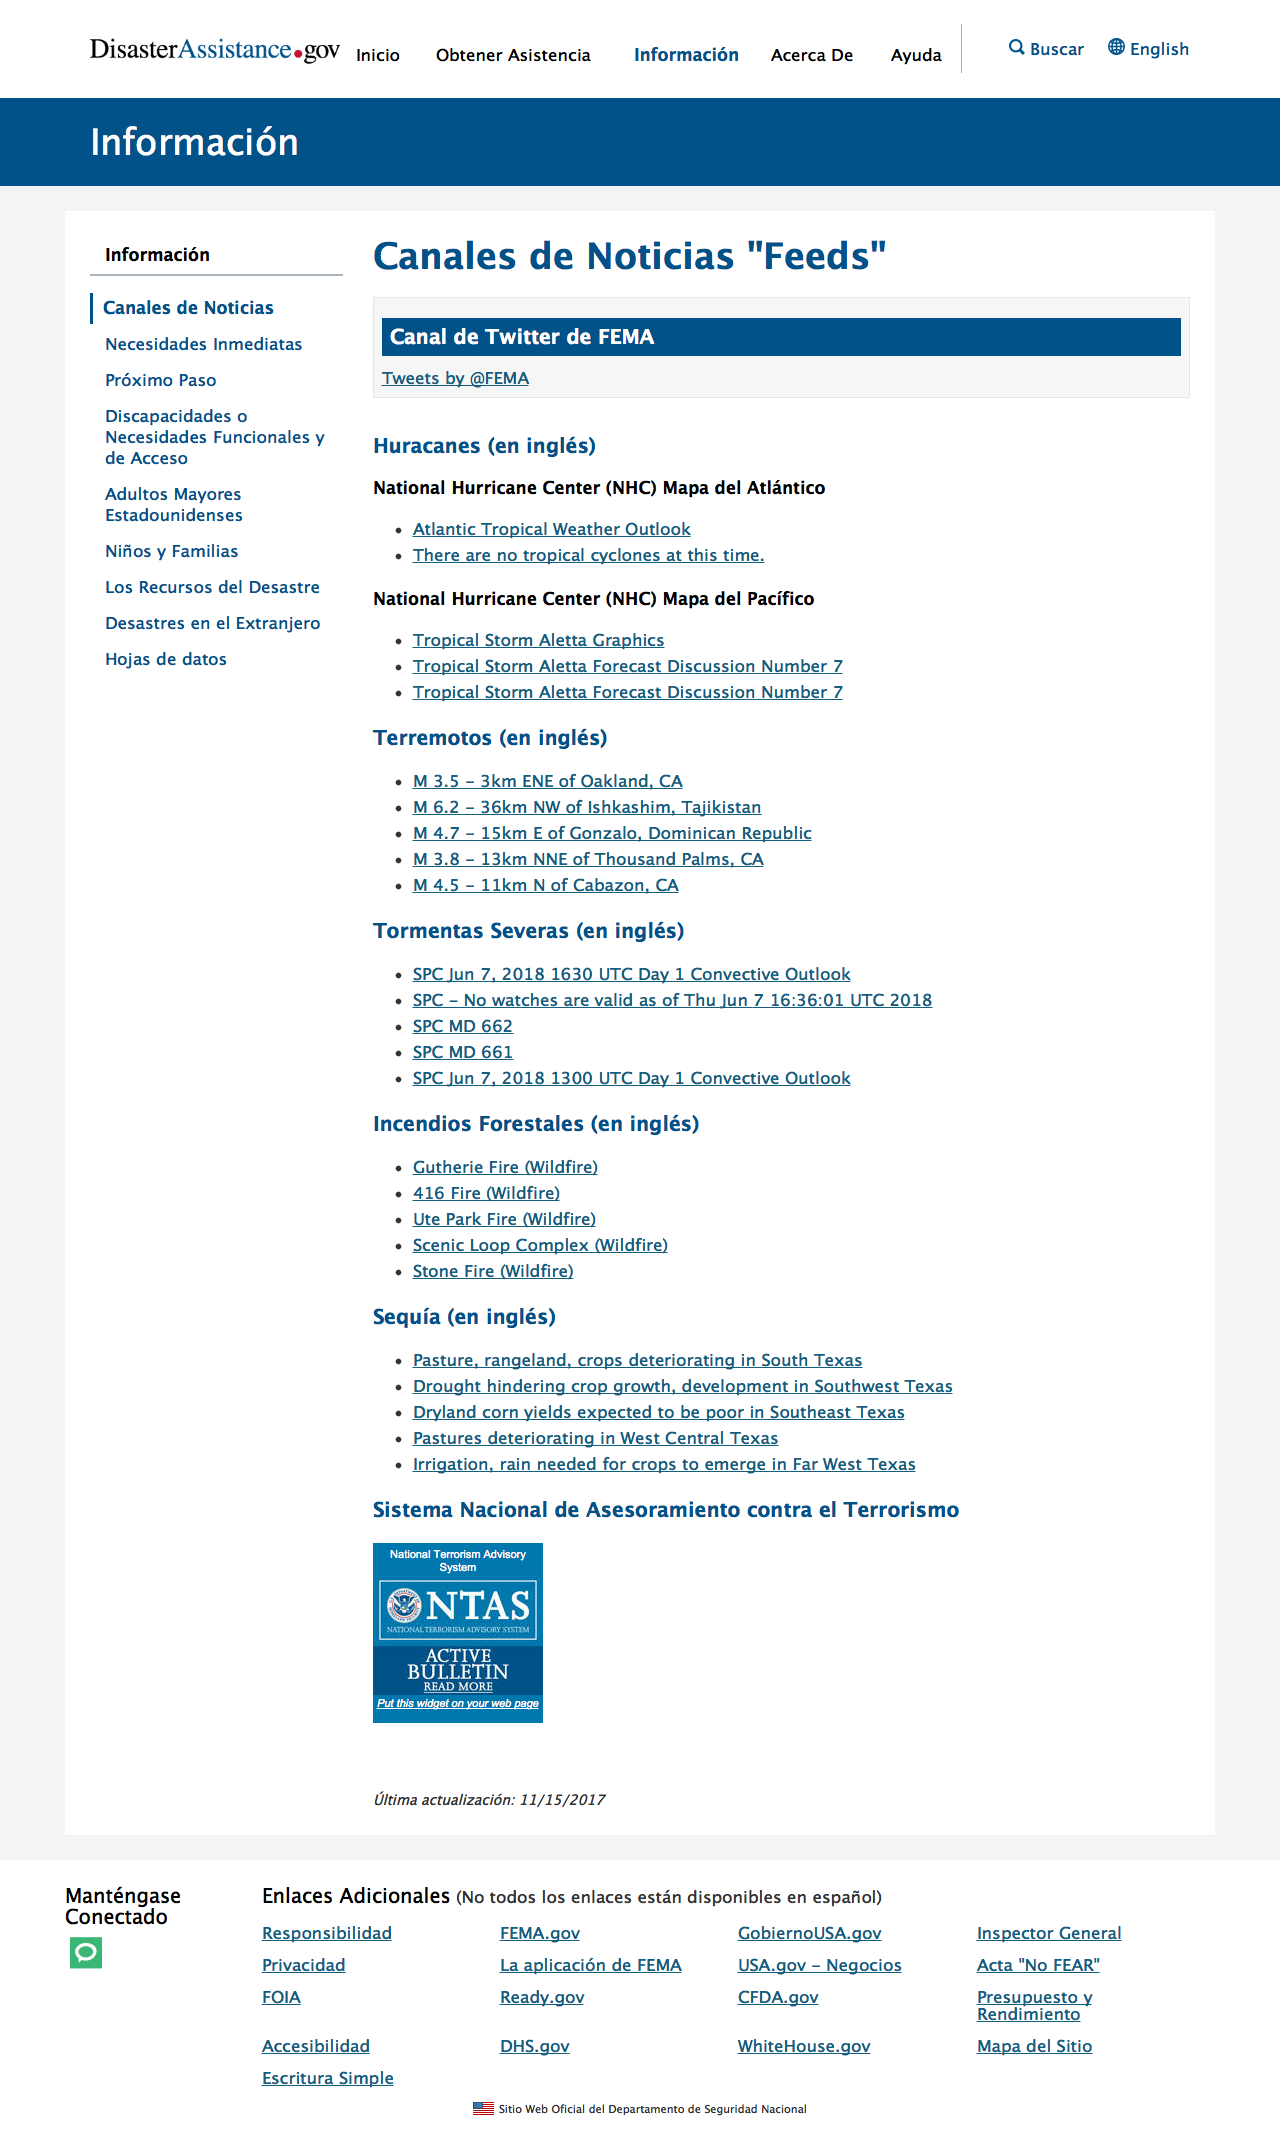 DisasterAssistance.gov
Inicio
Obtener Asistencia
Información
Acerca De
Ayuda
Buscar
English
Información
Información
Canales de Noticias
Necesidades Inmediatas
Próximo Paso
Discapacidades o
Necesidades Funcionales y
de Acceso
Adultos Mayores
Estadounidenses
Niños y Familias
Los Recursos del Desastre
Desastres en el Extranjero
Hojas de datos
Canales de Noticias "Feeds"
Canal de Twitter de FEMA
Tweets by @FEMA
Huracanes (en inglés)
National Hurricane Center (NHC) Mapa del Atlántico
Atlantic Tropical Weather Outlook
There are no tropical cyclones at this time.
National Hurricane Center (NHC) Mapa del Pacífico
Tropical Storm Aletta Graphics
Tropical Storm Aletta Forecast Discussion Number 7
Tropical Storm Aletta Forecast Discussion Number 7
Terremotos (en inglés)
M 3.5 - 3km ENE of Oakland, CA
M 6.2 - 36km NW of Ishkashim, Tajikistan
M 4.7 - 15km E of Gonzalo, Dominican Republic
M 3.8 - 13km NNE of Thousand Palms, CA
M 4.5 - 11km N of Cabazon, CA
Tormentas Severas (en inglés)
SPC Jun 7, 2018 1630 UTC Day 1 Convective Outlook
SPC - No watches are valid as of Thu Jun 7 16:36:01 UTC 2018
SPC MD 662
SPC MD 661
SPC Jun 7, 2018 1300 UTC Day 1 Convective Outlook
Incendios Forestales (en inglés)
Gutherie Fire (Wildfire)
416 Fire (Wildfire)
Ute Park Fire (Wildfire)
Scenic Loop Complex (Wildfire)
Stone Fire (Wildfire)
Sequía (en inglés)
Pasture, rangeland, crops deteriorating in South Texas
Drought hindering crop growth, development in Southwest Texas
Dryland corn yields expected to be poor in Southeast Texas
Pastures deteriorating in West Central Texas
Irrigation, rain needed for crops to emerge in Far West Texas
Sistema Nacional de Asesoramiento contra el Terrorismo
National Terrorism Advisory
System
NTAS
NATIONAL TERRORISM ADVISORY SYSTEM
ACTIVE
BULLETIN
READ MORE
Put this widget on your web page
Última actualización: 11/15/2017
Manténgase
Conectado
Enlaces Adicionales (No todos los enlaces están disponibles en español)
Responsibilidad
FEMA.gov
GobiernoUSA.gov
Inspector General
Privacidad
La aplicación de FEMA
USA.gov - Negocios
Acta "No FEAR"
FOIA
Ready.gov
CFDA.gov
Presupuesto y
Rendimiento
Accesibilidad
DHS.gov
WhiteHouse.gov
Mapa del Sitio
Escritura Simple
Sitio Web Oficial del Departamento de Seguridad Nacional